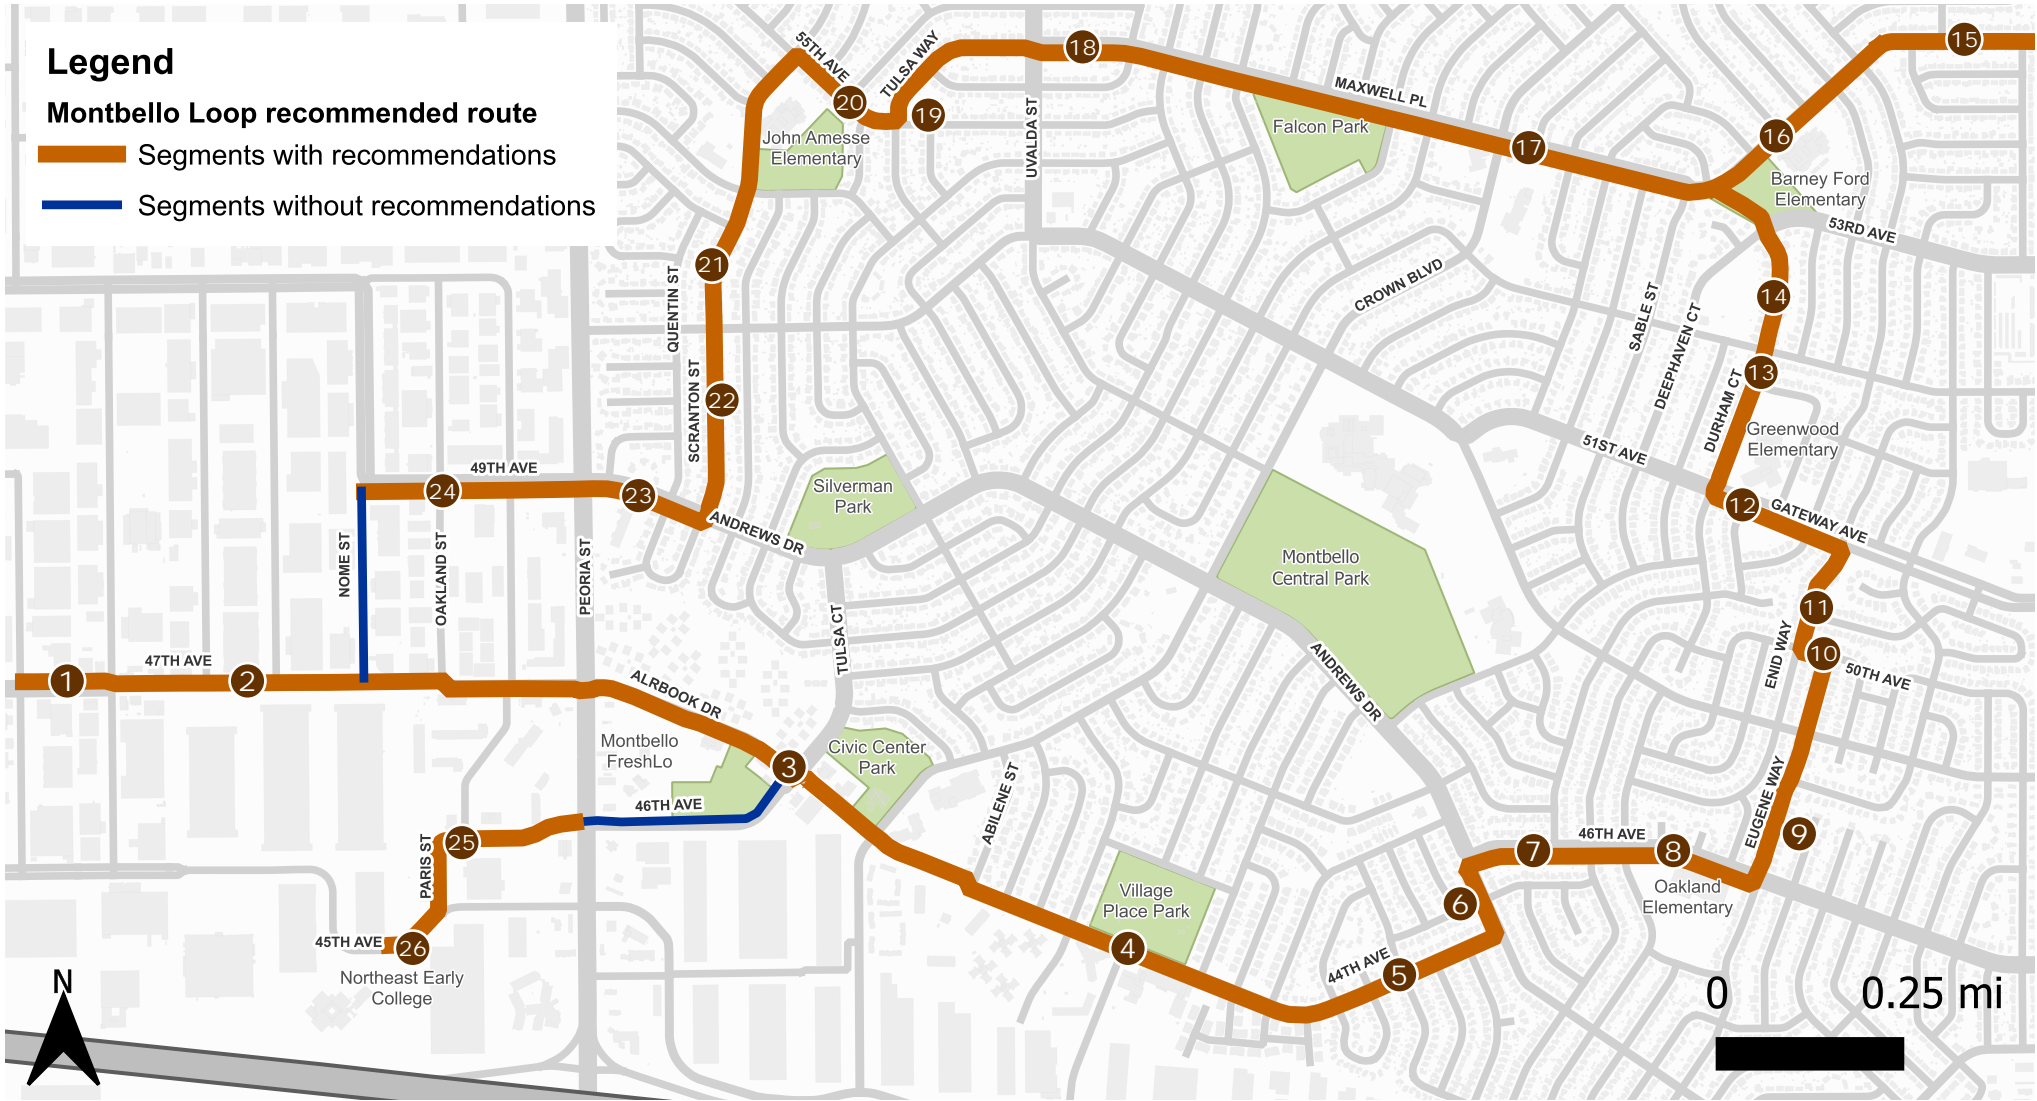 Legend
Montbello Loop recommended route
Segments with recommendations
Segments without recommendations
15
18
55TH AVE
TULSA WAY
MAXWELL PL
20
19
UVALDA ST
John Amesse
Elementary
Falcon Park
17
16
Barney Ford
Elementary
53RD AVE
21
QUENTIN ST
CROWN BLVD
SABLE ST
DEEPHAVEN CT
14
13
DURHAM CT
22
SCRANTON ST
Greenwood
Elementary
51ST AVE
49TH AVE
24
23
Silverman
Park
ANDREWS DR
12
GATEWAY AVE
NOME ST
OAKLAND ST
PEORIA ST
Montbello
Central Park
TULSA CT
11
ENID WAY
10
50TH AVE
47TH AVE
1
2
ALRBOOK DR
ANDREWS DR
Montbello
FreshLo
3
Civic Center
Park
46TH AVE
ABILENE ST
EUGENE WAY
9
PARIS ST
25
7
46TH AVE
8
Oakland
Elementary
Village
Place Park
6
4
45TH AVE
26
Northeast Early
College
44TH AVE
5
N
0
0.25 mi